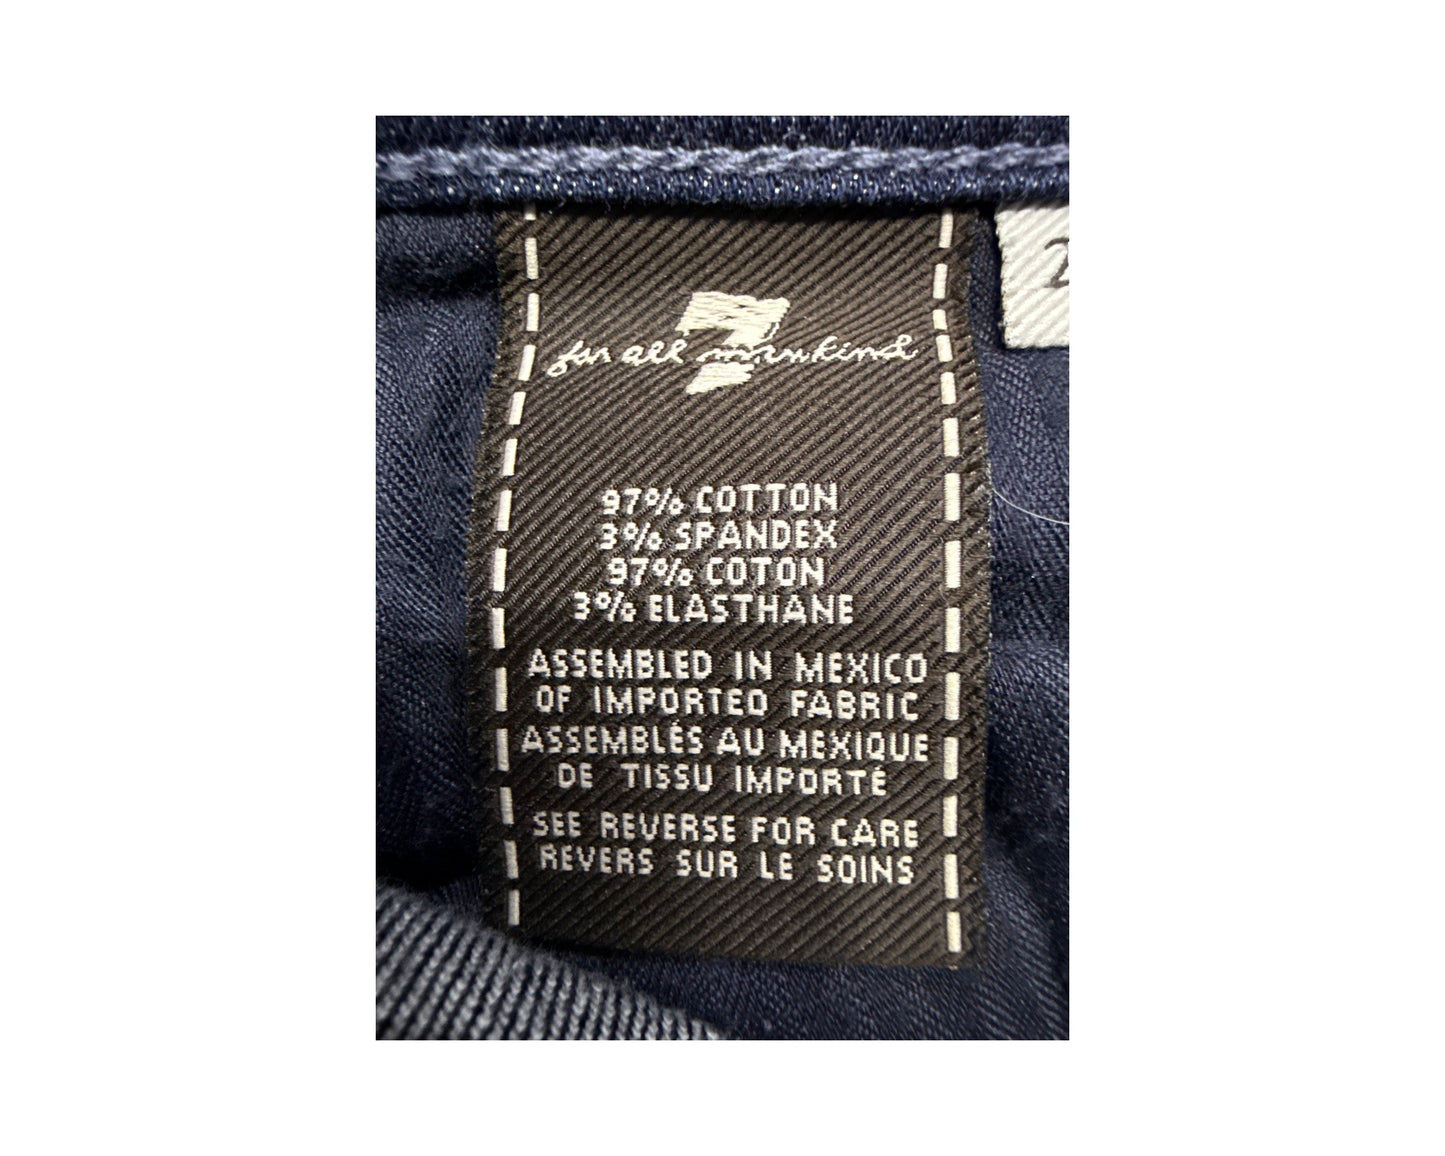 7
for all mankind
97% COTTON
3% SPANDEX
97% COTON
3% ELASTHANE
ASSEMBLED IN MEXICO
OF IMPORTED FABRIC
ASSEMBLÉS AU MEXIQUE
DE TISSU IMPORTÉ
SEE REVERSE FOR CARE
REVERS SUR LE SOINS